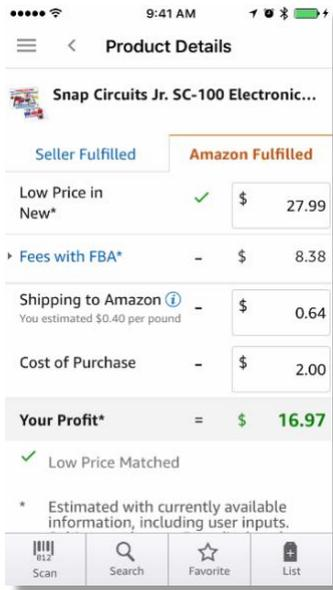 9:41 AM
Product Details
Snap Circuits Jr. SC-100 Electronic...
Seller Fulfilled
Amazon Fulfilled
Low Price in
New*
$ 27.99
Fees with FBA* - $ 8.38
Shipping to Amazon i - $ 0.64
You estimated $0.40 per pound
Cost of Purchase - $ 2.00
Your Profit* = $ 16.97
Low Price Matched
* Estimated with currently available
information, including user inputs.
Scan
Search
Favorite
List